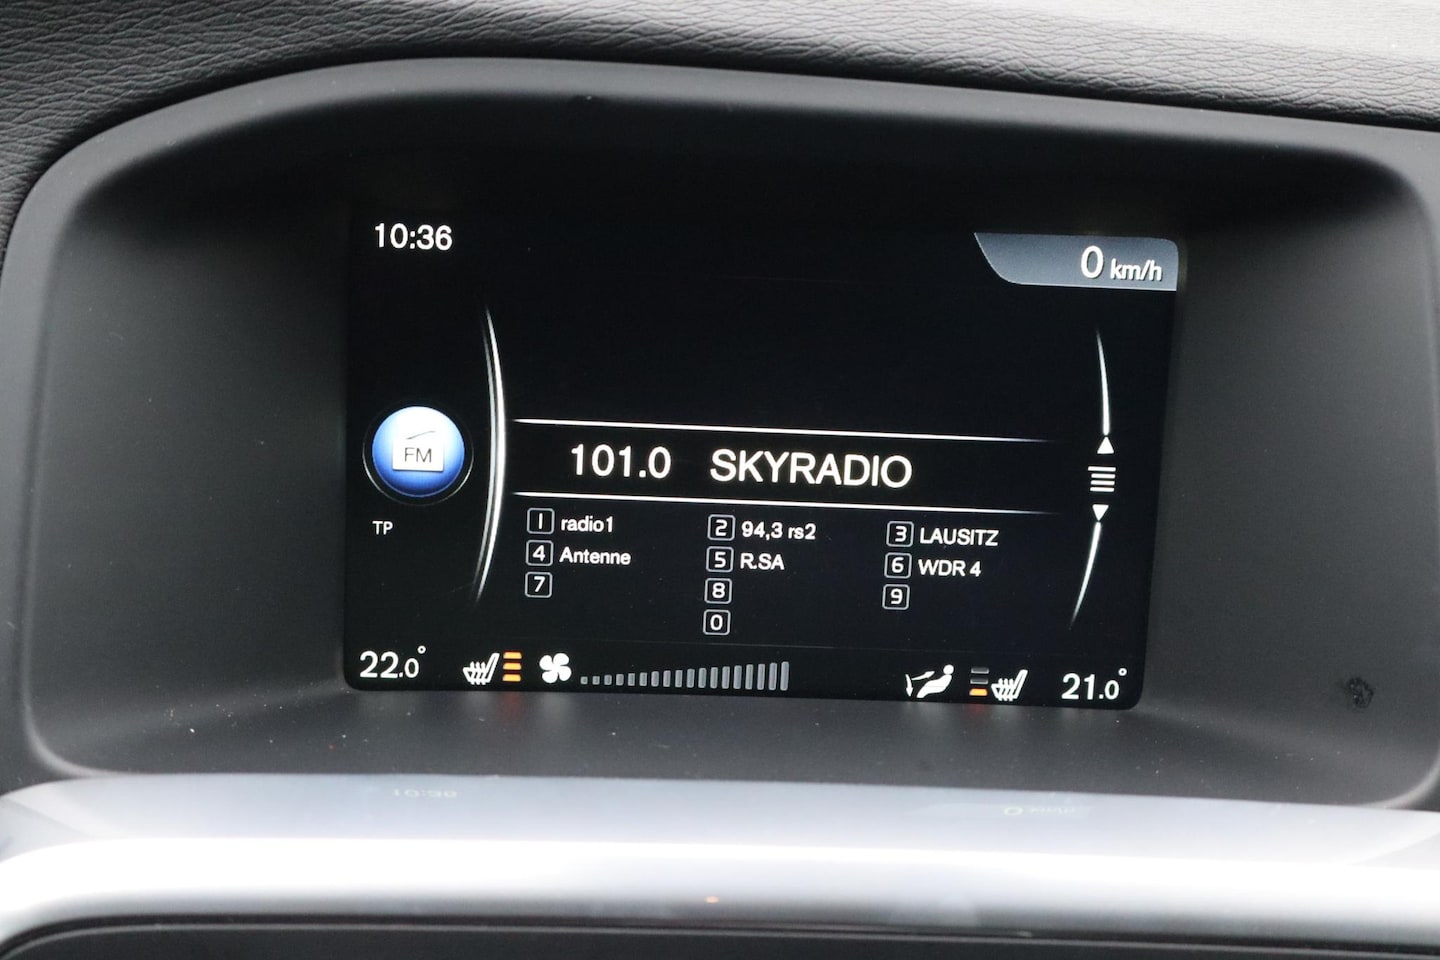 10:36
0 km/h
FM
101.0 SKYRADIO
TP
1 radio1 2 94,3 rs2 3 LAUSITZ
4 Antenne 5 R.SA 6 WDR 4
7 8 9
0
22.0° 21.0°